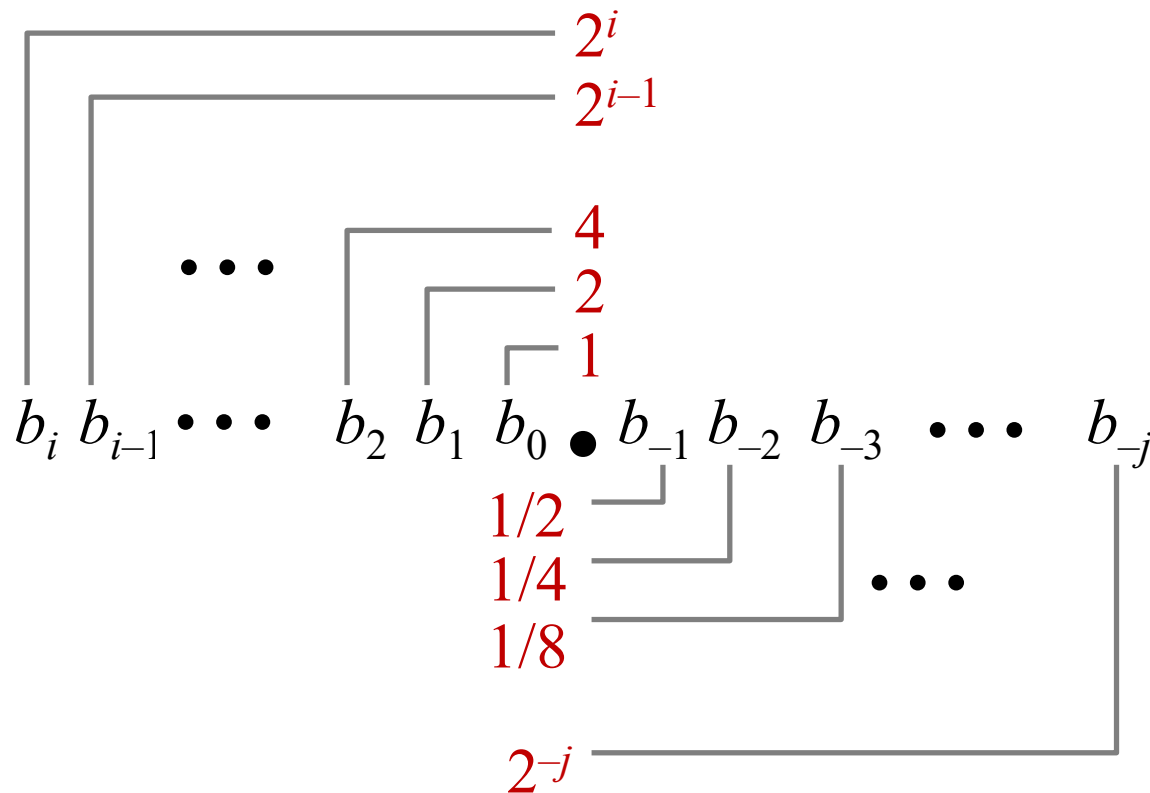 2^i
2^{i–1}
4
2
1
b_i b_{i–1} • • • b_2 b_1 b_0 . b_{–1} b_{–2} b_{–3} • • • b_{–j}
1/2
1/4
1/8
2^{–j}